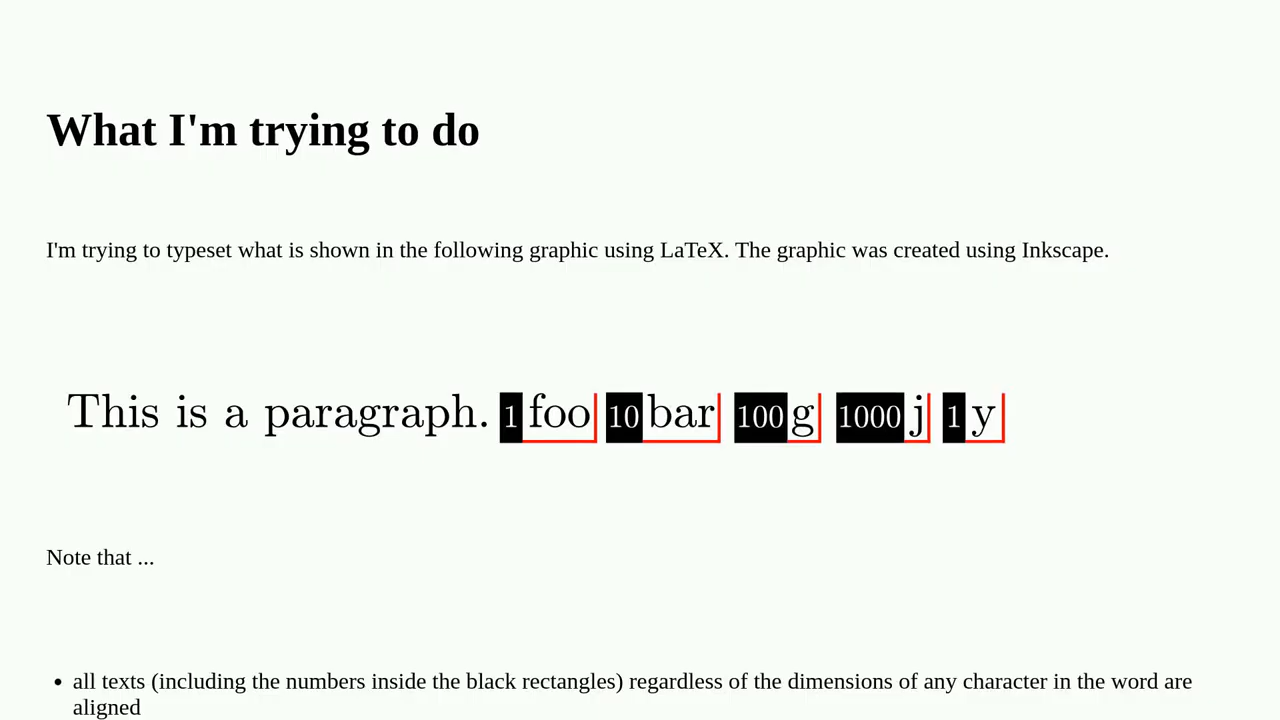 What I'm trying to do
I'm trying to typeset what is shown in the following graphic using LaTeX. The graphic was created using Inkscape.
This is a paragraph. 1 foo 10 bar 100 g 1000 j 1 y
Note that ...
• all texts (including the numbers inside the black rectangles) regardless of the dimensions of any character in the word are
aligned